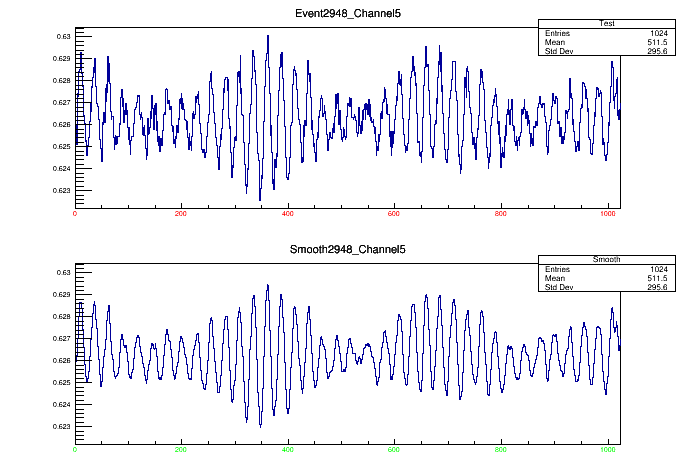 Event2948_Channel5
Test
Entries 1024
Mean 511.5
Std Dev 295.6
0.63
0.629
0.628
0.627
0.626
0.625
0.624
0.623
0 200 400 600 800 1000
Smooth2948_Channel5
Smooth
Entries 1024
Mean 511.5
Std Dev 295.6
0.63
0.629
0.628
0.627
0.626
0.625
0.624
0.623
0 200 400 600 800 1000